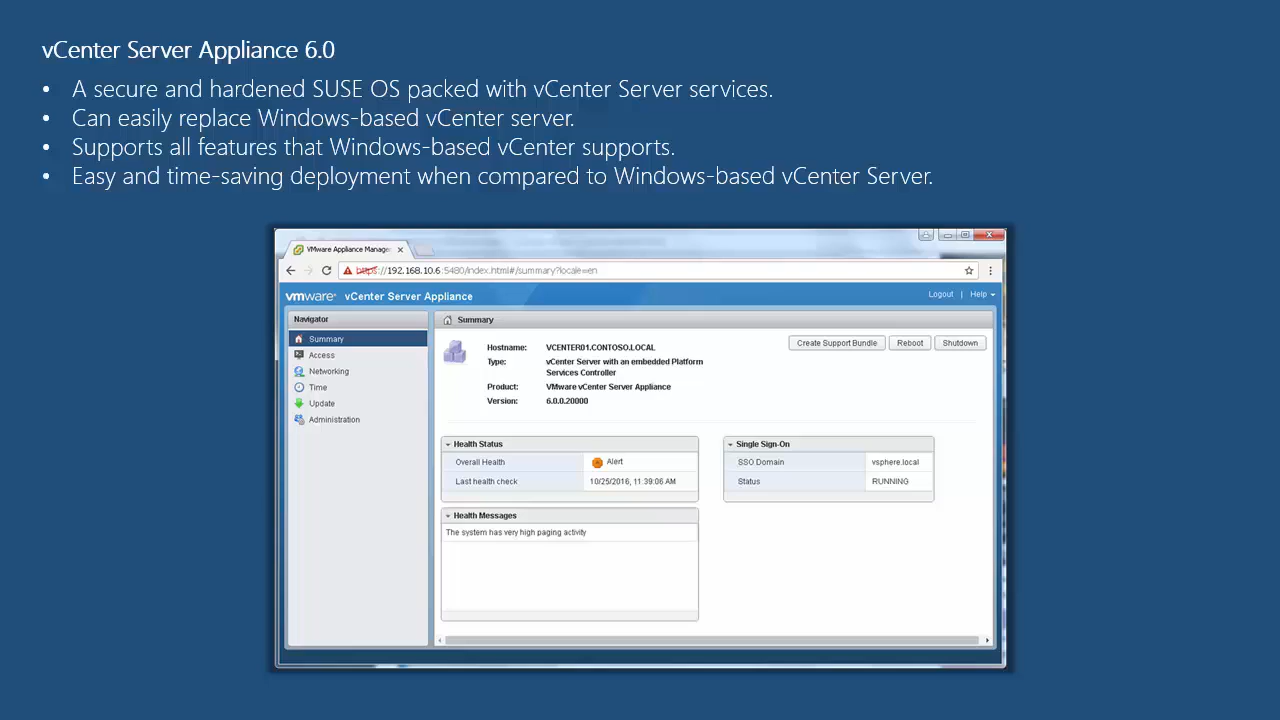 vCenter Server Appliance 6.0
• A secure and hardened SUSE OS packed with vCenter Server services.
• Can easily replace Windows-based vCenter server.
• Supports all features that Windows-based vCenter supports.
• Easy and time-saving deployment when compared to Windows-based vCenter Server.
VMware Appliance Manage
https://192.168.10.6:5480/index.html#/summary?locale=en
vmware® vCenter Server Appliance
Logout | Help
Navigator
Summary
Access
Networking
Time
Update
Administration
Summary
Create Support Bundle
Reboot
Shutdown
Hostname: VCENTER01.CONTOSO.LOCAL
Type: vCenter Server with an embedded Platform
Services Controller
Product: VMware vCenter Server Appliance
Version: 6.0.0.20000
Health Status
Overall Health Alert
Last health check 10/25/2016, 11:39:06 AM
Single Sign-On
SSO Domain vsphere.local
Status RUNNING
Health Messages
The system has very high paging activity